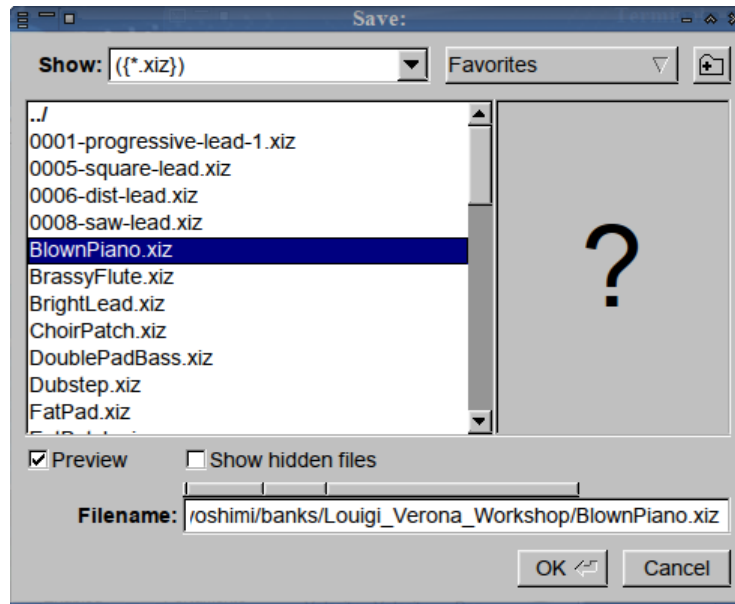 Save:
Show: ({*.xiz}) Favorites
../
0001-progressive-lead-1.xiz
0005-square-lead.xiz
0006-dist-lead.xiz
0008-saw-lead.xiz
BlownPiano.xiz
BrassyFlute.xiz
BrightLead.xiz
ChoirPatch.xiz
DoublePadBass.xiz
Dubstep.xiz
FatPad.xiz
?
Preview Show hidden files
Filename: yoshimi/banks/Louigi_Verona_Workshop/BlownPiano.xiz
OK Cancel